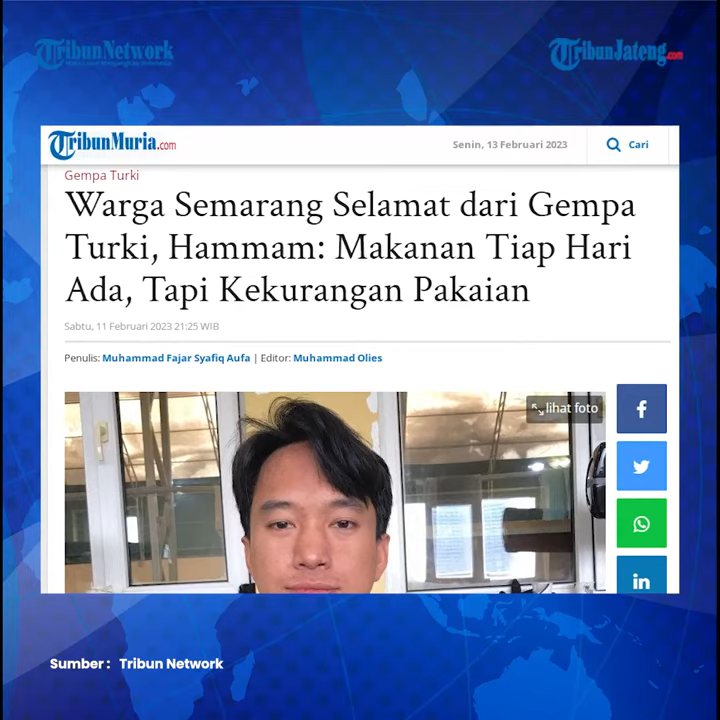 TribunNetwork
TribunJateng.com
TribunMuria.com
Senin, 13 Februari 2023
Cari
Gempa Turki
Warga Semarang Selamat dari Gempa
Turki, Hammam: Makanan Tiap Hari
Ada, Tapi Kekurangan Pakaian
Sabtu, 11 Februari 2023 21:25 WIB
Penulis: Muhammad Fajar Syafiq Aufa | Editor: Muhammad Olies
lihat foto
f
in
Sumber : Tribun Network